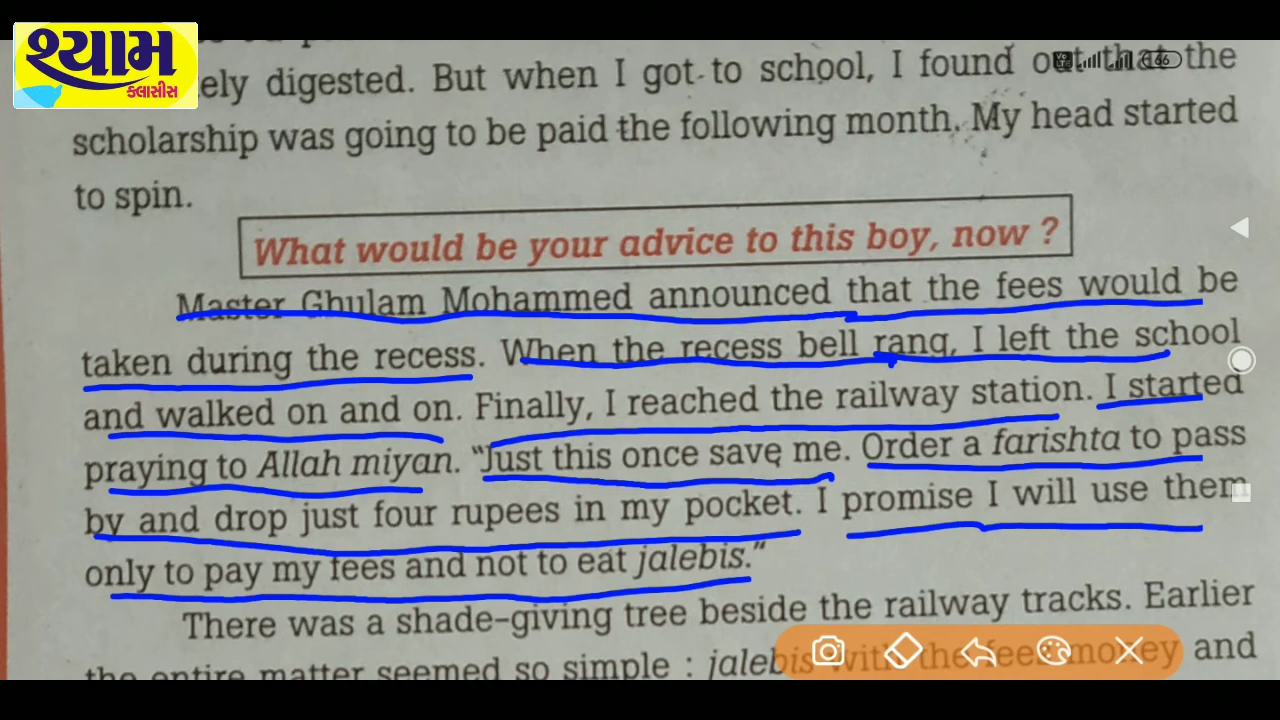 શ્યામ
ક્લાસીસ
ely digested. But when I got to school, I found out that the
scholarship was going to be paid the following month. My head started
to spin.
What would be your advice to this boy, now ?
Master Ghulam Mohammed announced that the fees would be
taken during the recess. When the recess bell rang, I left the school
and walked on and on. Finally, I reached the railway station. I started
praying to Allah miyan. "Just this once save me. Order a farishta to pass
by and drop just four rupees in my pocket. I promise I will use them
only to pay my fees and not to eat jalebis."
There was a shade-giving tree beside the railway tracks. Earlier
the entire matter seemed so simple : jalebis with the fees money and